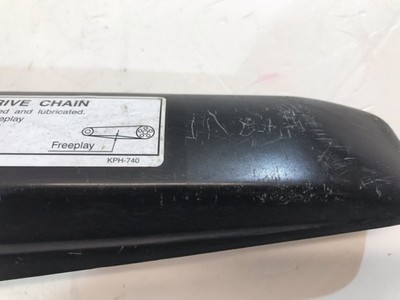 RIVE CHAIN
ed and lubricated.
eplay
Freeplay
KPH-740